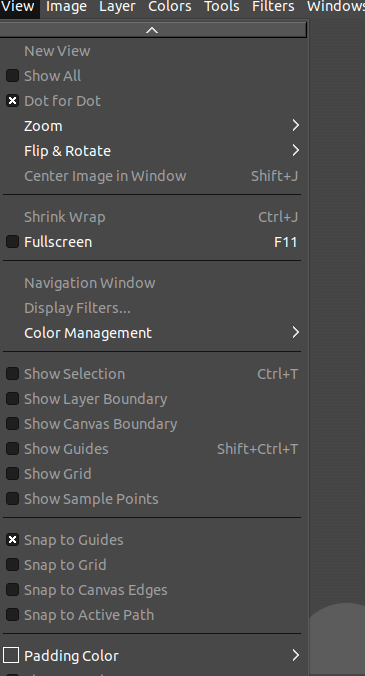 View Image Layer Colors Tools Filters Windows
New View
Show All
Dot for Dot
Zoom
Flip & Rotate
Center Image in Window Shift+J
Shrink Wrap Ctrl+J
Fullscreen F11
Navigation Window
Display Filters...
Color Management
Show Selection Ctrl+T
Show Layer Boundary
Show Canvas Boundary
Show Guides Shift+Ctrl+T
Show Grid
Show Sample Points
Snap to Guides
Snap to Grid
Snap to Canvas Edges
Snap to Active Path
Padding Color